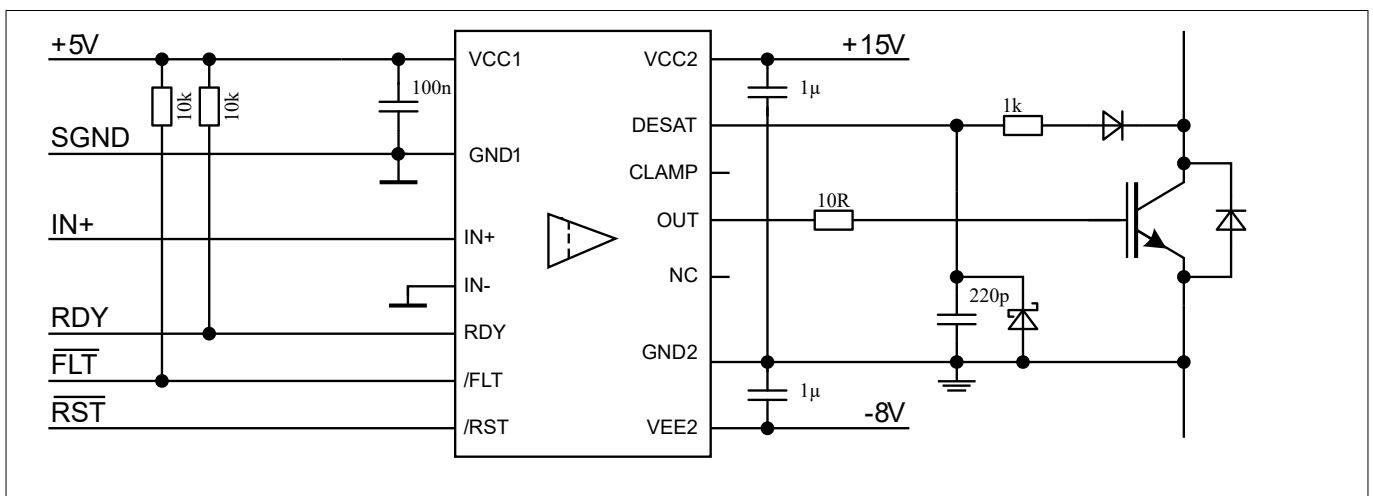 +5V
VCC1
VCC2
+15V
10k
10k
100n
1µ
1k
DESAT
SGND
GND1
CLAMP
10R
OUT
IN+
IN+
NC
IN-
220p
RDY
RDY
GND2
FLT
/FLT
1µ
RST
/RST
VEE2
-8V